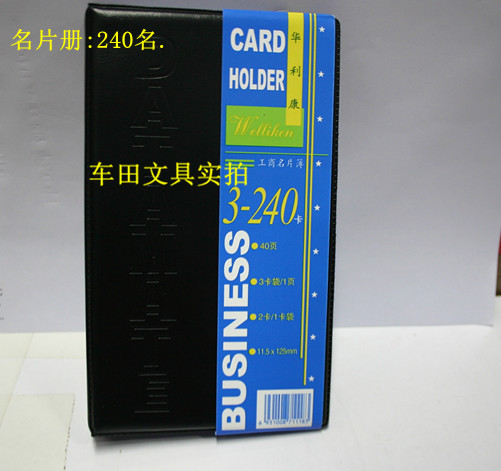 名片册:240名.
CARD
HOLDER
华利康
Welliken
工商名片簿
车田文具实拍
3-240卡
40页
3卡袋/1页
2卡/1卡袋
11.5 x 125mm
BUSINESS